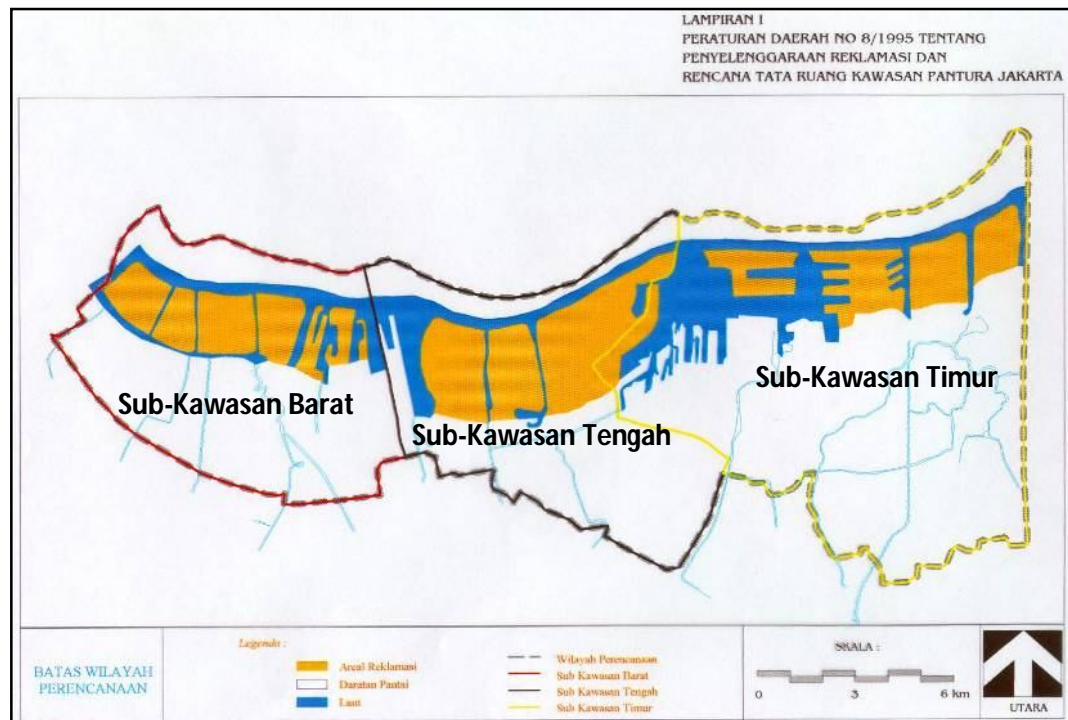 LAMPIRAN I
PERATURAN DAERAH NO 8/1995 TENTANG
PENYELENGGARAAN REKLAMASI DAN
RENCANA TATA RUANG KAWASAN PANTURA JAKARTA
Sub-Kawasan Barat
Sub-Kawasan Tengah
Sub-Kawasan Timur
BATAS WILAYAH
PERENCANAAN
Legenda :
Areal Reklamasi
Daratan Pantai
Laut
Wilayah Perencanaan
Sub Kawasan Barat
Sub Kawasan Tengah
Sub Kawasan Timur
SKALA :
0 3 6 km
UTARA